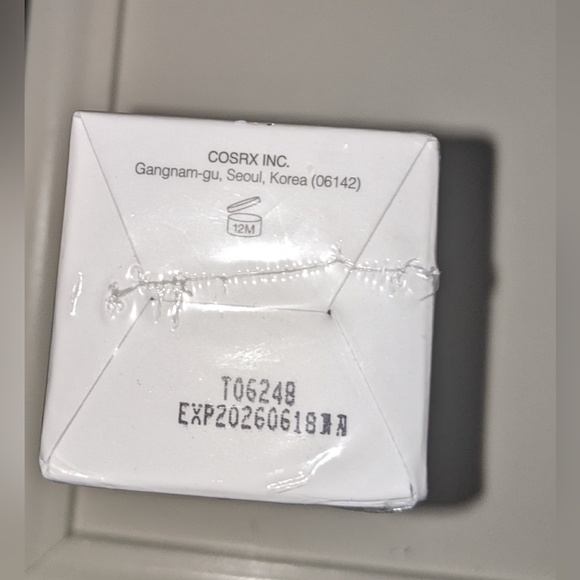 COSRX INC.
Gangnam-gu, Seoul, Korea (06142)
12M
T06248
EXP20260618